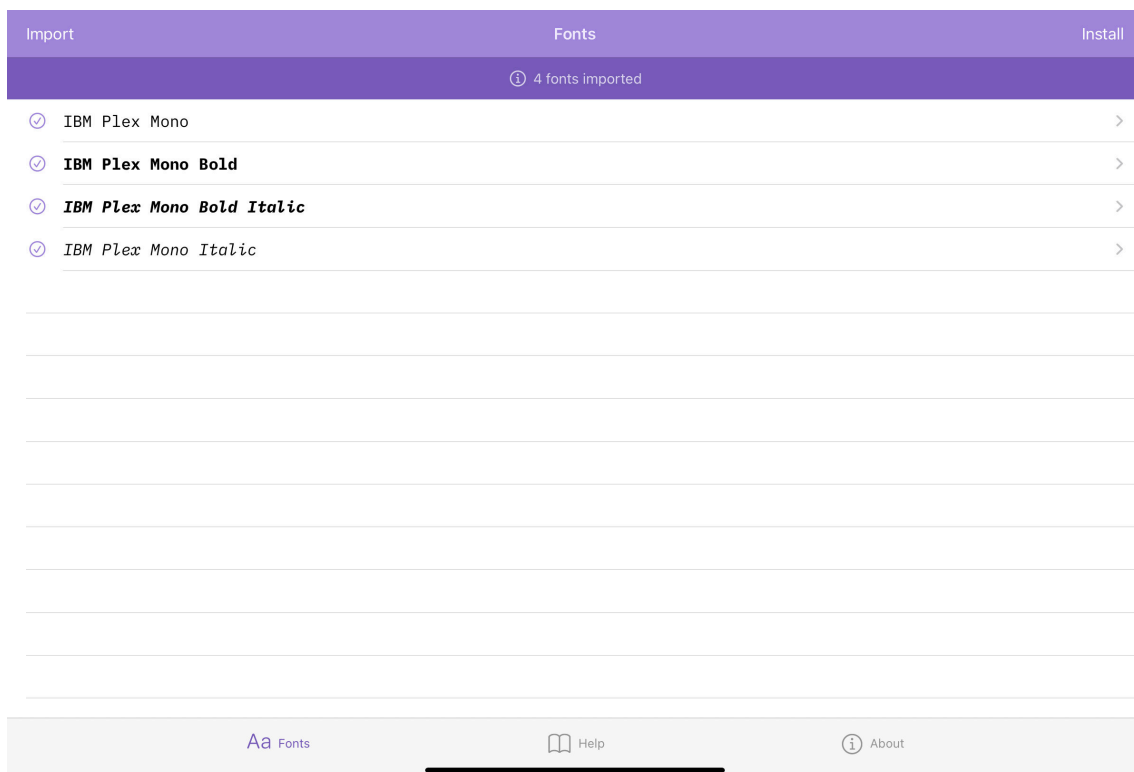 Import Fonts Install
4 fonts imported
IBM Plex Mono
IBM Plex Mono Bold
IBM Plex Mono Bold Italic
IBM Plex Mono Italic
Aa Fonts Help About